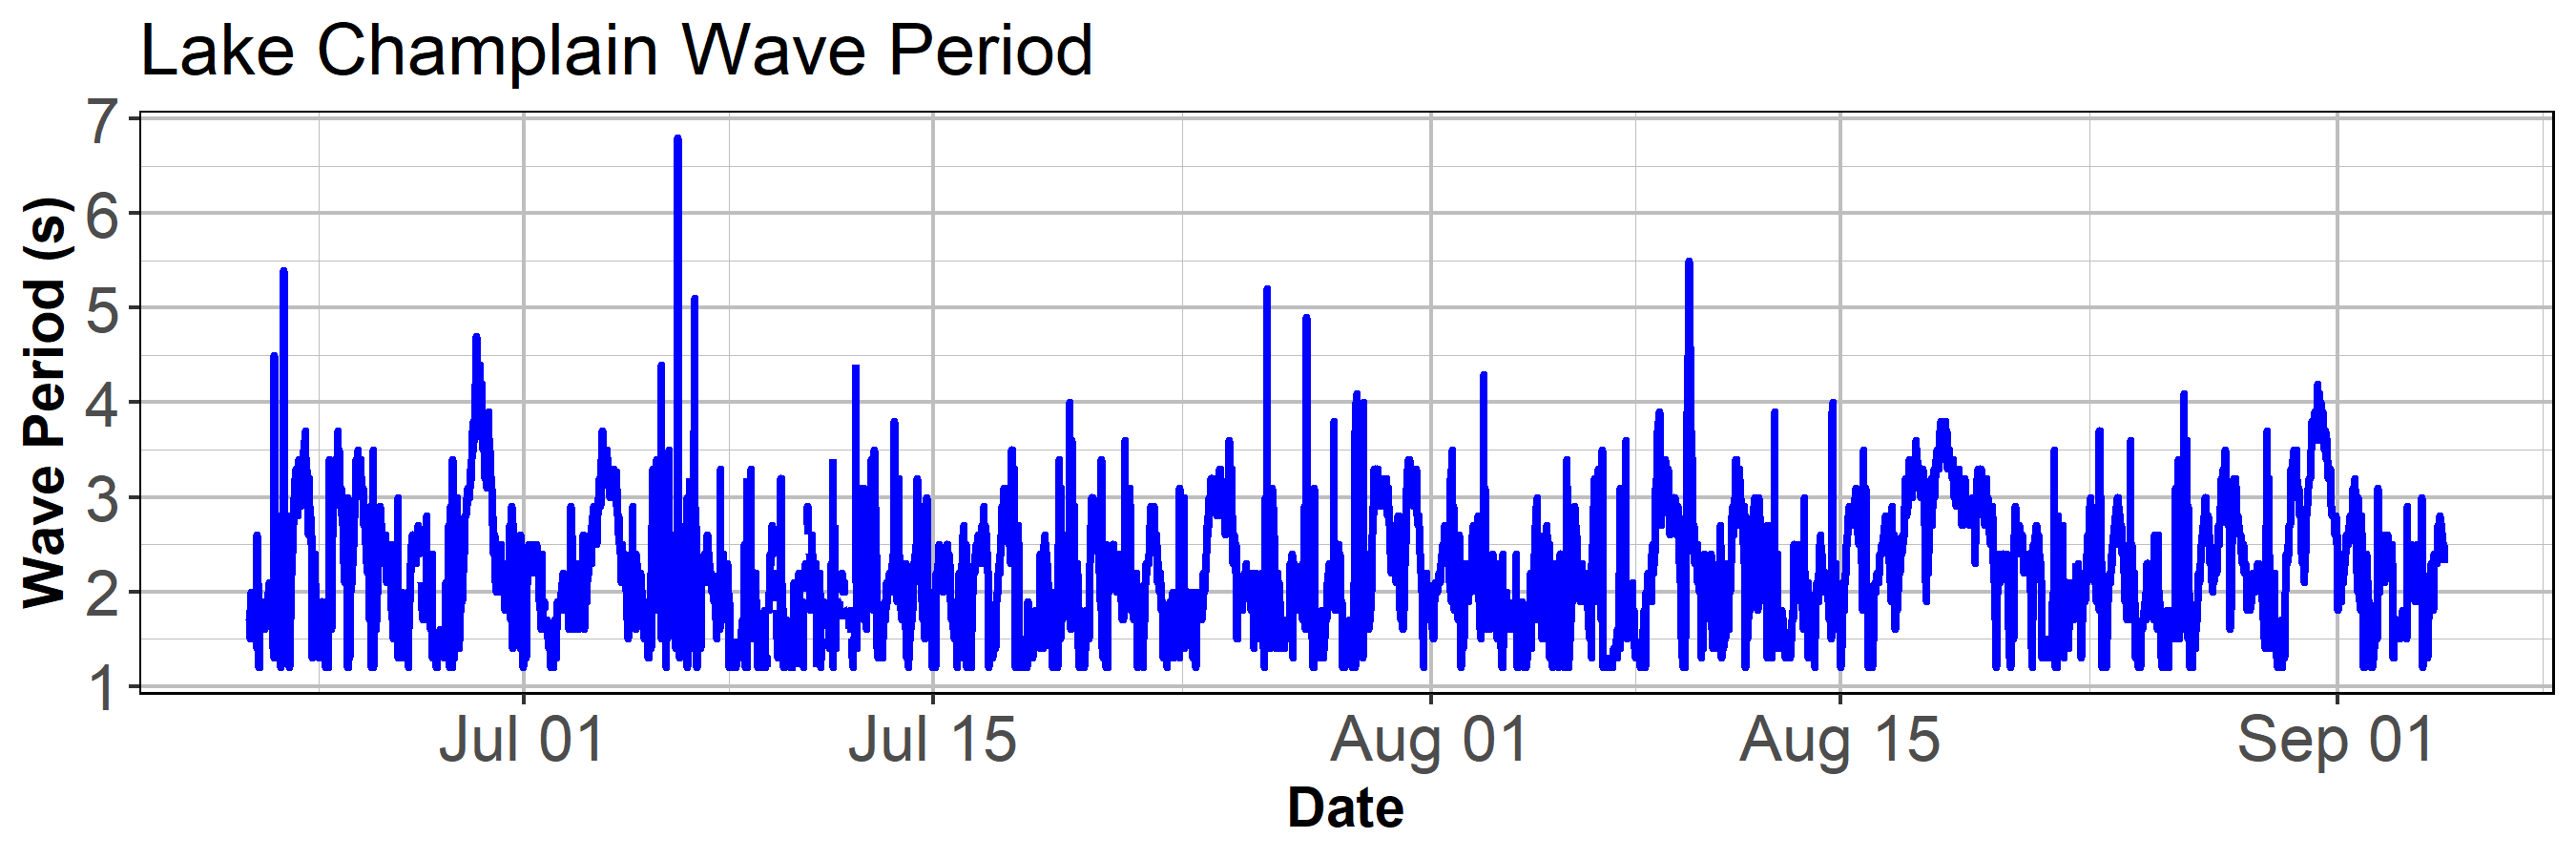 Lake Champlain Wave Period
Wave Period (s)
7
6
5
4
3
2
1
Jul 01
Jul 15
Aug 01
Aug 15
Sep 01
Date